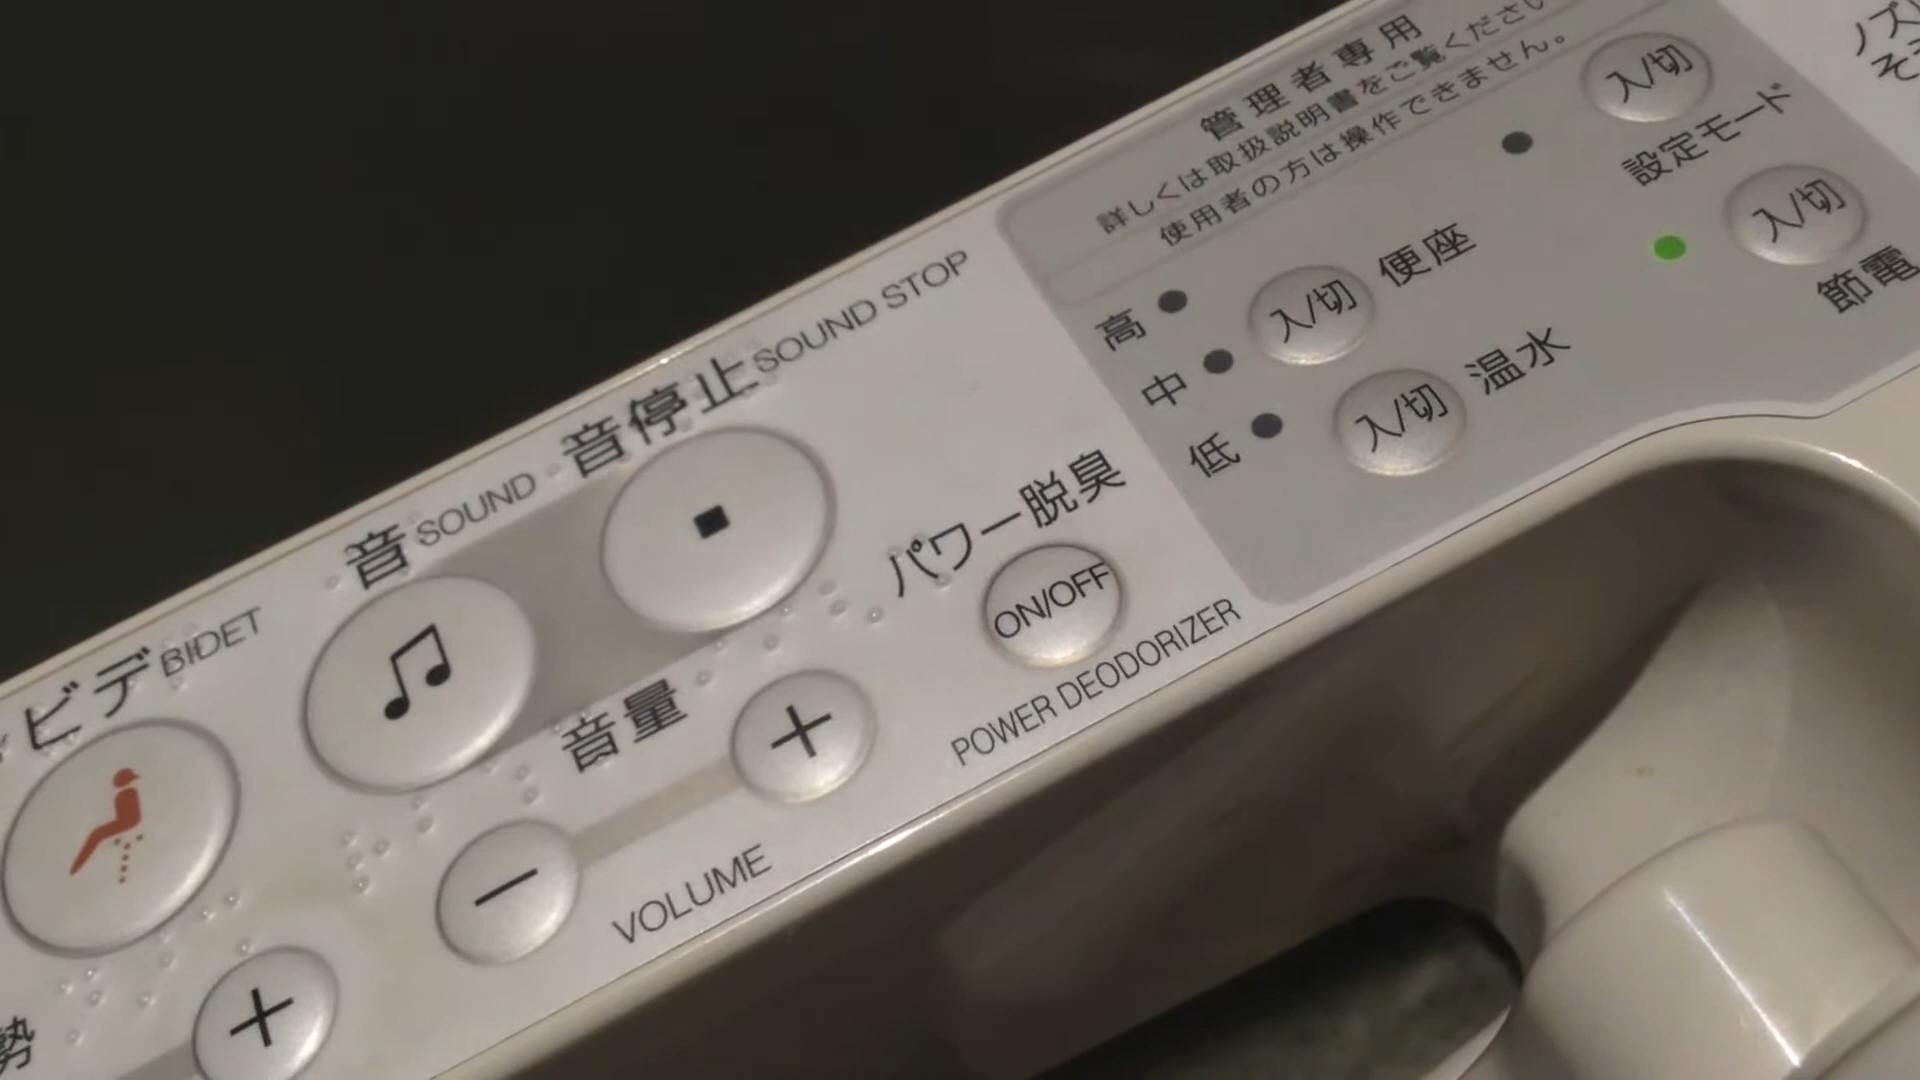 ビデ BIDET
音 SOUND
音停止 SOUND STOP
音量
+
−
VOLUME
+
勢
パワー脱臭
ON/OFF
POWER DEODORIZER
管理者専用
詳しくは取扱説明書をご覧ください
使用者の方は操作できません。
高
中
低
入/切 便座
入/切 温水
入/切
設定モード
入/切
節電